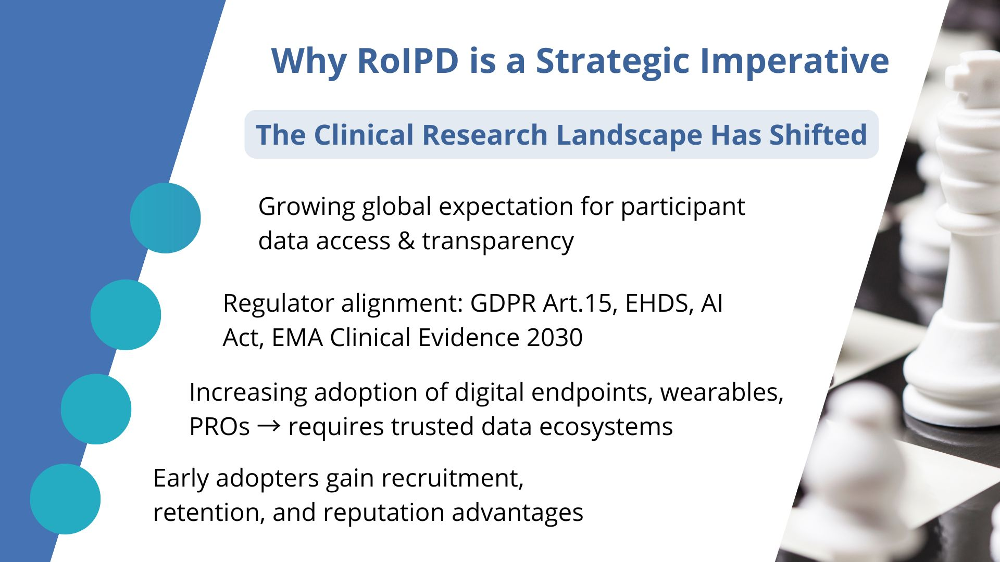 Why RoIPD is a Strategic Imperative
The Clinical Research Landscape Has Shifted
Growing global expectation for participant
data access & transparency
Regulator alignment: GDPR Art.15, EHDS, AI
Act, EMA Clinical Evidence 2030
Increasing adoption of digital endpoints, wearables,
PROs → requires trusted data ecosystems
Early adopters gain recruitment,
retention, and reputation advantages